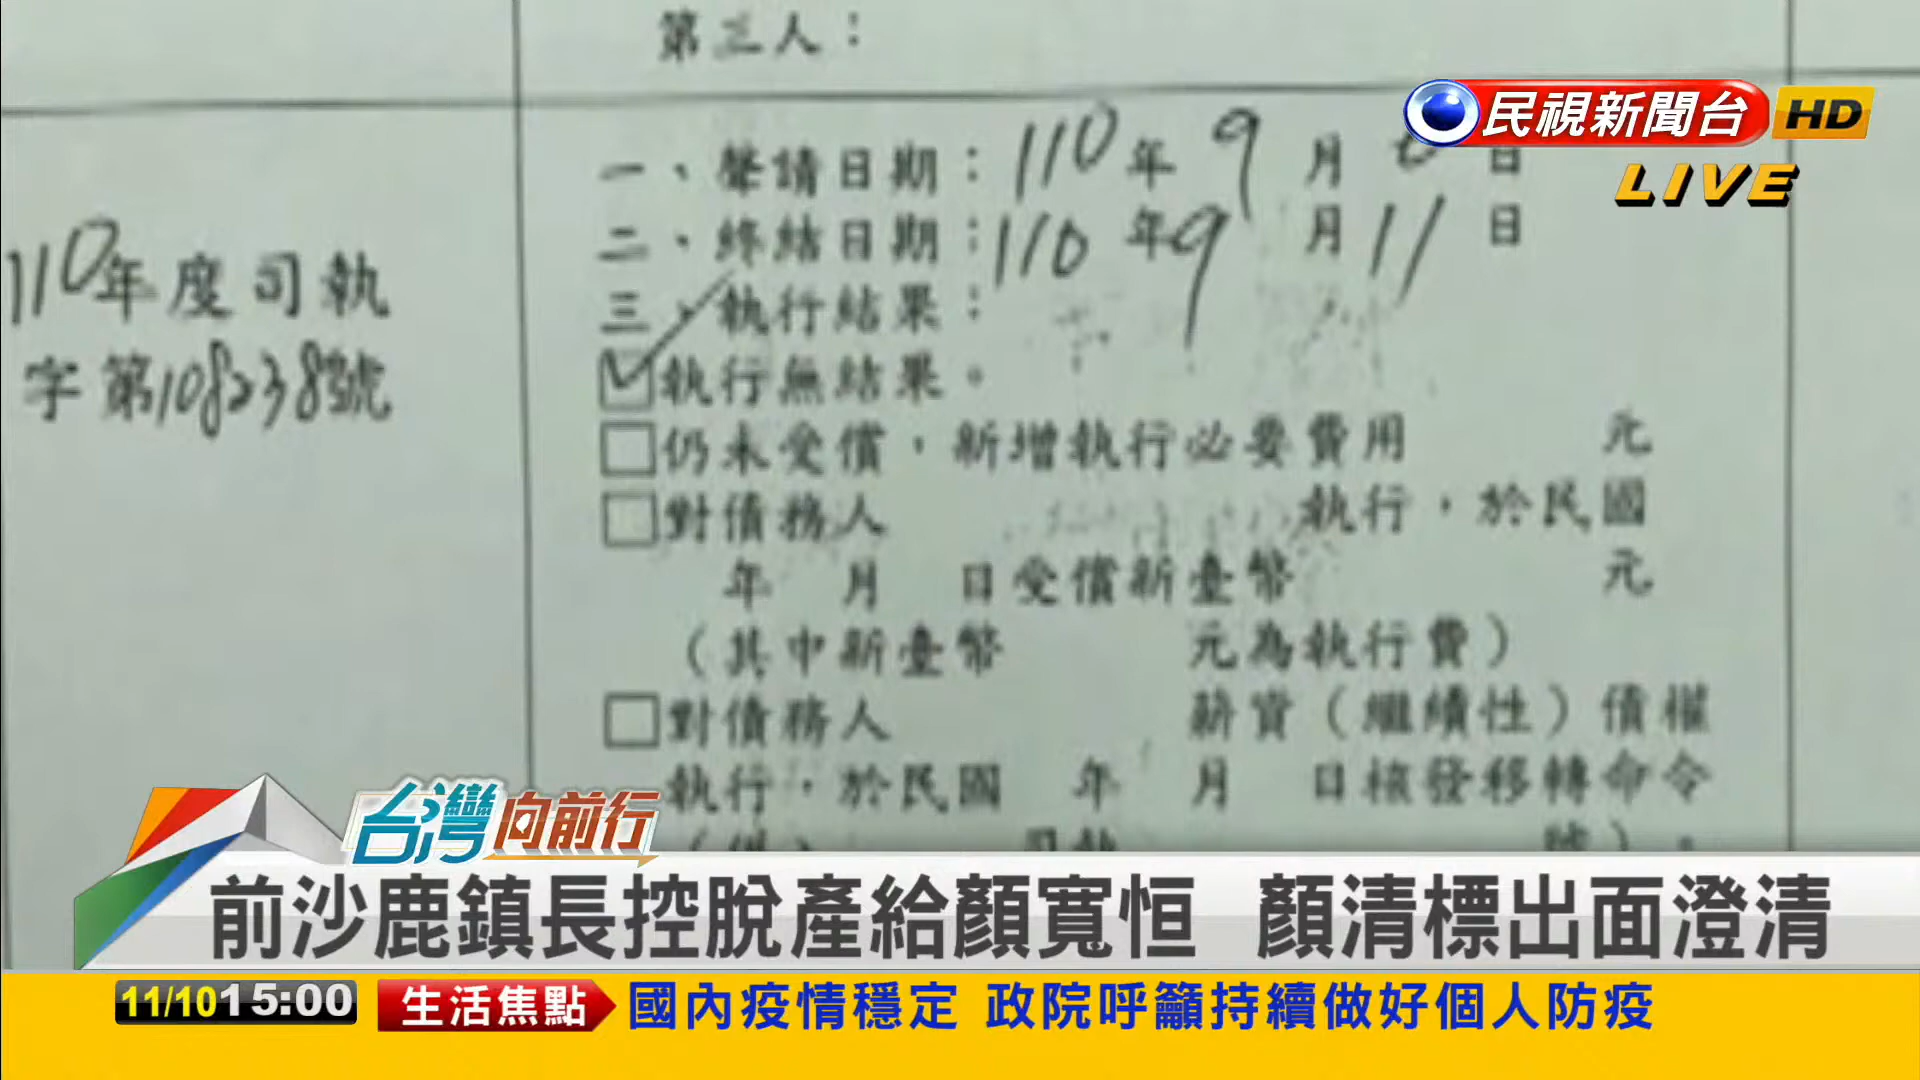 第三人：
民視新聞台 HD
LIVE
一、聲請日期：110年9月 日
二、終結日期：110年9月11日
三、執行結果：
110年度司執
字第108238號
執行無結果。
仍未受償，新增執行必要費用 元
對債務人 執行，於民國
年 月 日受償新臺幣 元
（其中新臺幣 元為執行費）
對債務人 薪資（繼續性）債權
執行，於民國 年 月 日核發移轉命令
台灣向前行
前沙鹿鎮長控脫產給顏寬恒 顏清標出面澄清
11/10 15:00 生活焦點 國內疫情穩定 政院呼籲持續做好個人防疫